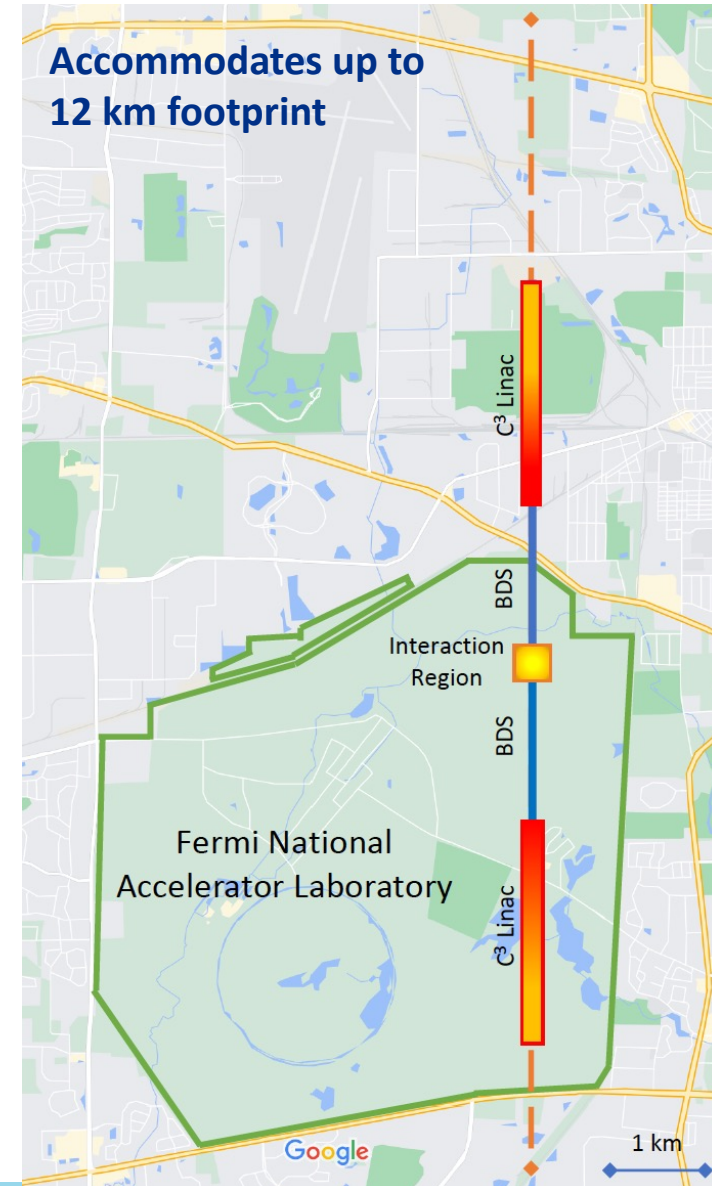 Accommodates up to
12 km footprint
C³ Linac
BDS
Interaction
Region
BDS
Fermi National
Accelerator Laboratory
C³ Linac
Google
1 km